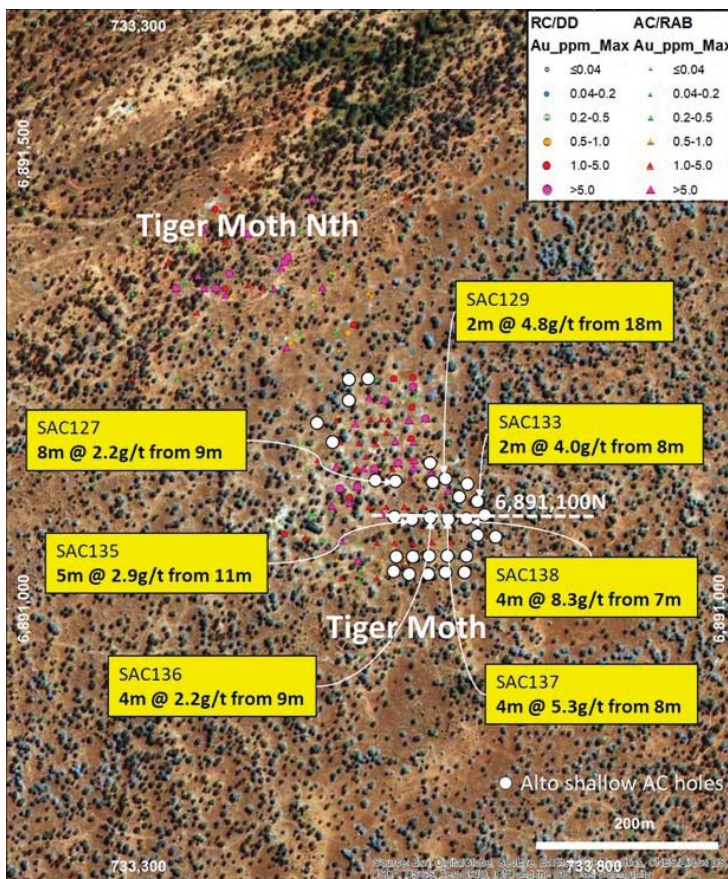 733,300
RC/DD AC/RAB
Au_ppm_Max Au_ppm_Max
≤0.04 ≤0.04
0.04-0.2 0.04-0.2
0.2-0.5 0.2-0.5
0.5-1.0 0.5-1.0
1.0-5.0 1.0-5.0
>5.0 >5.0
6,891,500
Tiger Moth Nth
SAC129
2m @ 4.8g/t from 18m
SAC127
8m @ 2.2g/t from 9m
SAC133
2m @ 4.0g/t from 8m
6,891,100N
SAC135
5m @ 2.9g/t from 11m
SAC138
4m @ 8.3g/t from 7m
6,891,000
6,891,000
Tiger Moth
SAC136
4m @ 2.2g/t from 9m
SAC137
4m @ 5.3g/t from 8m
Alto shallow AC holes
200m
733,300
733,800